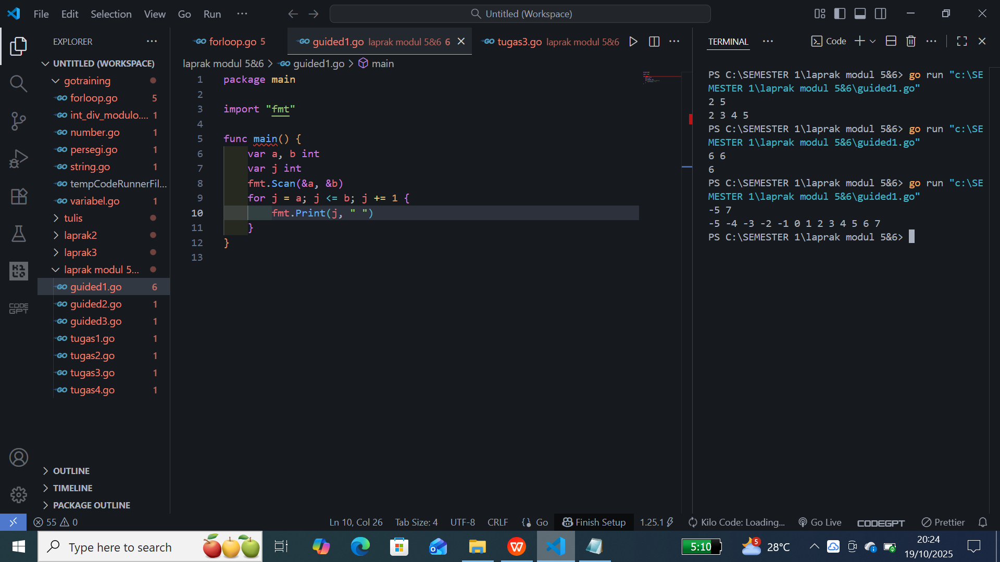 File Edit Selection View Go Run ···
Untitled (Workspace)
EXPLORER
UNTITLED (WORKSPACE)
gotraining
forloop.go 5
int_div_modulo.... 1
number.go 1
persegi.go 1
string.go 1
tempCodeRunnerFil...
variabel.go 1
tulis
laprak2
laprak3
laprak modul 5...
guided1.go 6
guided2.go 1
guided3.go 1
tugas1.go 1
tugas2.go 1
tugas3.go 1
tugas4.go 1
OUTLINE
TIMELINE
PACKAGE OUTLINE
CODE
GPT
GO forloop.go 5
GO guided1.go laprak modul 5&6 6
GO tugas3.go laprak modul 5&6
laprak modul 5&6 > GO guided1.go > main
1 package main
2
3 import "fmt"
4
5 func main() {
6 var a, b int
7 var j int
8 fmt.Scan(&a, &b)
9 for j = a; j <= b; j += 1 {
10 fmt.Print(j, " ")
11 }
12 }
13
TERMINAL ··· Code
PS C:\SEMESTER 1\laprak modul 5&6> go run "c:\SE
MESTER 1\laprak modul 5&6\guided1.go"
2 5
2 3 4 5
PS C:\SEMESTER 1\laprak modul 5&6> go run "c:\SE
MESTER 1\laprak modul 5&6\guided1.go"
6 6
6
PS C:\SEMESTER 1\laprak modul 5&6> go run "c:\SE
MESTER 1\laprak modul 5&6\guided1.go"
-5 7
-5 -4 -3 -2 -1 0 1 2 3 4 5 6 7
PS C:\SEMESTER 1\laprak modul 5&6>
55 0 Ln 10, Col 26 Tab Size: 4 UTF-8 CRLF {} Go Finish Setup 1.25.1 Kilo Code: Loading... Go Live CODEGPT Prettier
Type here to search
5:10
5 28°C
20:24
19/10/2025